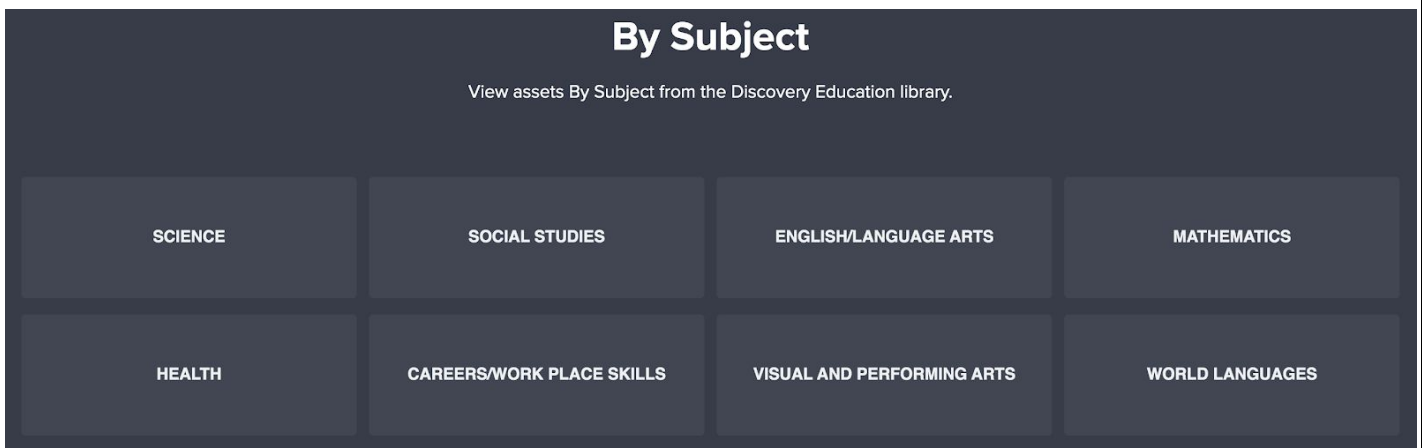 By Subject
View assets By Subject from the Discovery Education library.
SCIENCE
SOCIAL STUDIES
ENGLISH/LANGUAGE ARTS
MATHEMATICS
HEALTH
CAREERS/WORK PLACE SKILLS
VISUAL AND PERFORMING ARTS
WORLD LANGUAGES